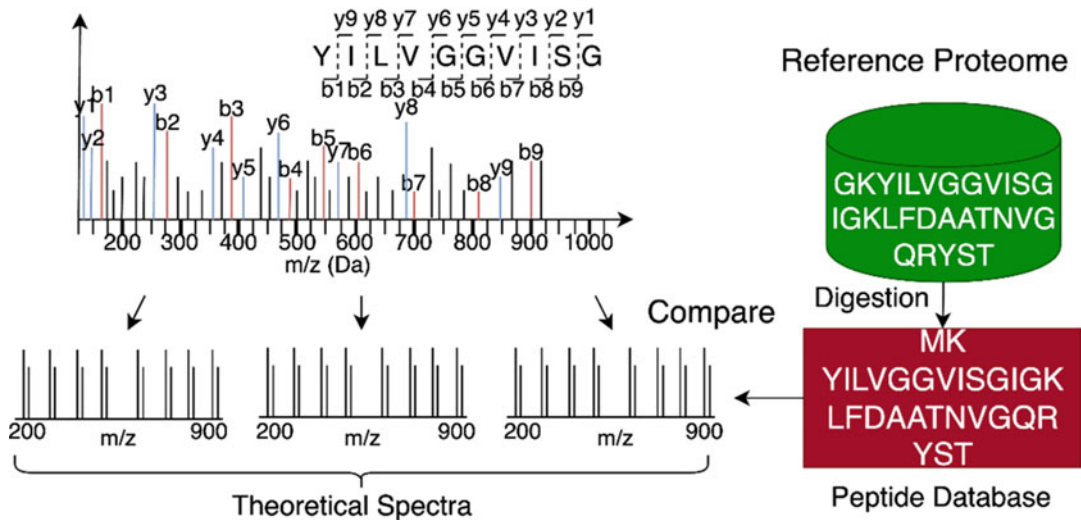 y9 y8 y7 y6 y5 y4 y3 y2 y1
Y I L V G G V I S G
b1 b2 b3 b4 b5 b6 b7 b8 b9
y1
y2
b1
y3
b2
y4
b3
y5
y6
b4
b5
y7
b6
y8
b7
b8
y9
b9
200 300 400 500 600 700 800 900 1000
m/z (Da)
Reference Proteome
GKYILVGGVISG
IGKLFDAATNVG
QRYST
Digestion
Compare
MK
YILVGGVISGIGK
LFDAATNVGQR
YST
Peptide Database
200 m/z 900
200 m/z 900
200 m/z 900
Theoretical Spectra